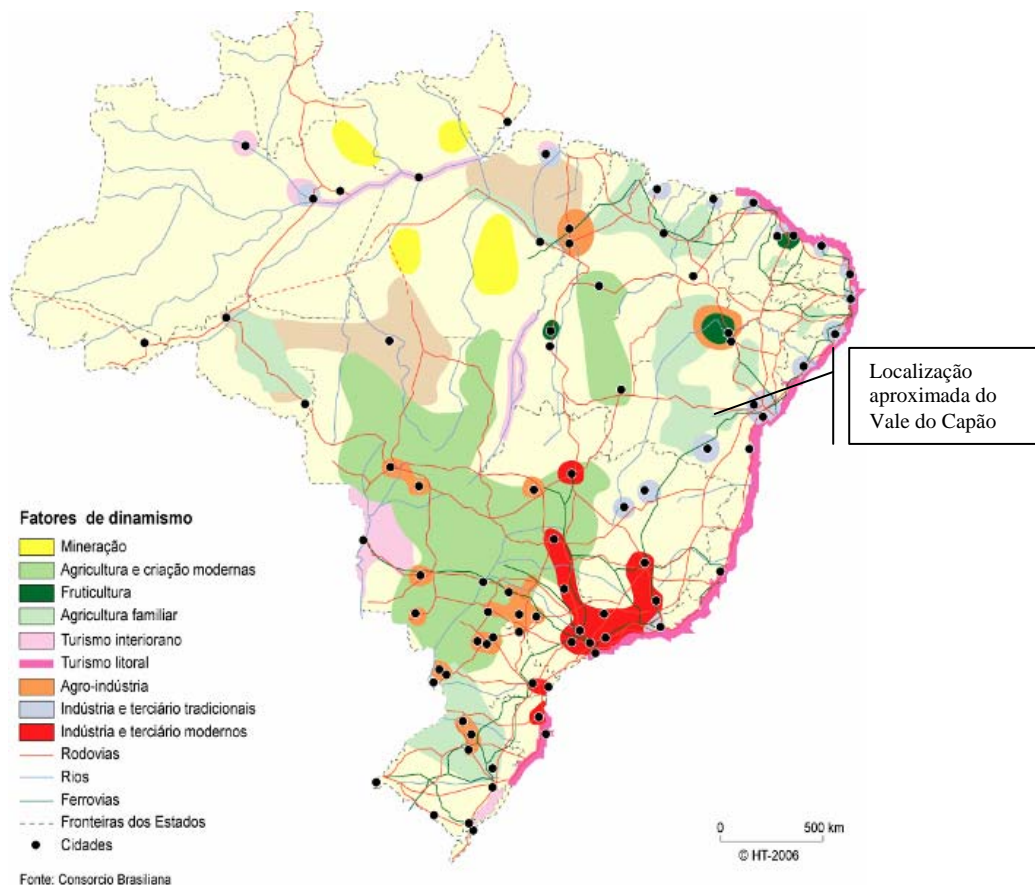 Localização
aproximada do
Vale do Capão
Fatores de dinamismo
Mineração
Agricultura e criação modernas
Fruticultura
Agricultura familiar
Turismo interiorano
Turismo litoral
Agro-indústria
Indústria e terciário tradicionais
Indústria e terciário modernos
Rodovias
Rios
Ferrovias
Fronteiras dos Estados
Cidades
0 500 km
© HT-2006
Fonte: Consorcio Brasiliana